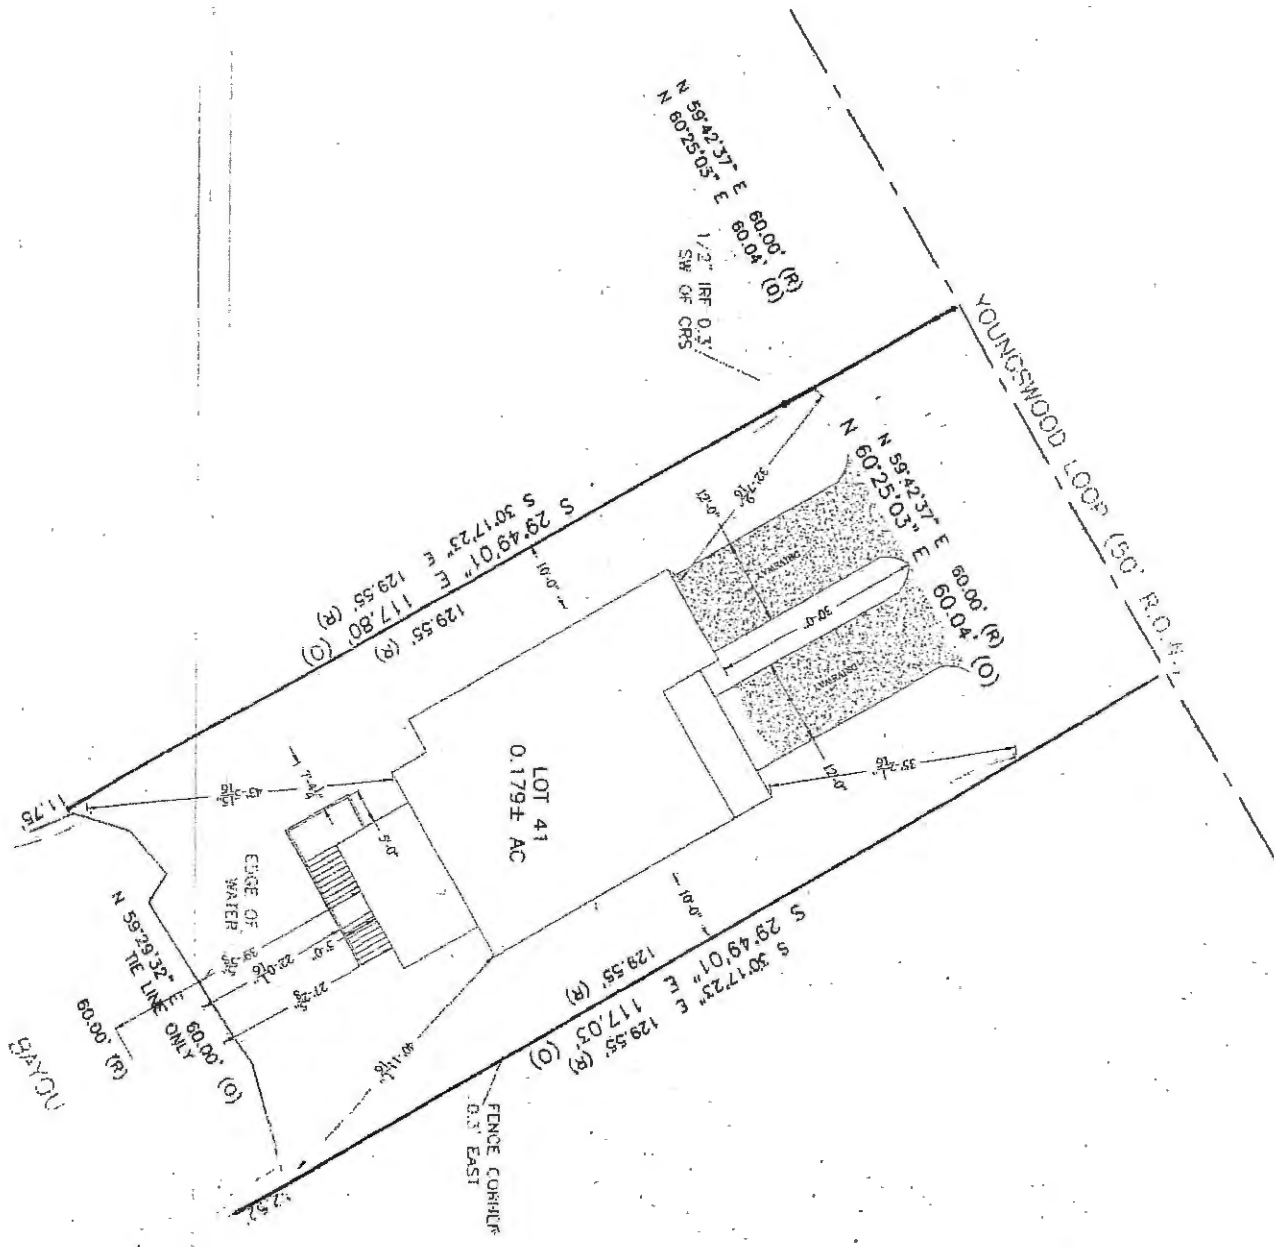 N 59°42'37" E 60.00' (R)
N 60°25'03" E 60.04' (O)
1/2" IRF 0.3'
SW OF CRS
YOUNGSWOOD LOOP (50' R.O.W.)
N 59°42'37" E 60.00' (R)
N 60°25'03" E 60.04' (O)
12'-0"
DRIVEWAY
30'-0"
DRIVEWAY
12'-0"
S 29°49'01" E 117.80' (O)
S 30°17'23" E 129.55' (R)
129.55' (R)
10'-0"
LOT 41
0.179± AC
7'-4¼"
5'-0"
11.75'
EDGE OF
WATER
5'-0"
N 59°29'32" E 60.00' (O)
TIE LINE ONLY
60.00' (R)
BAYOU
10'-0"
S 30°17'23" E 129.55' (R)
S 29°49'01" E 117.03' (O)
129.55' (R)
FENCE CORNER
0.3' EAST